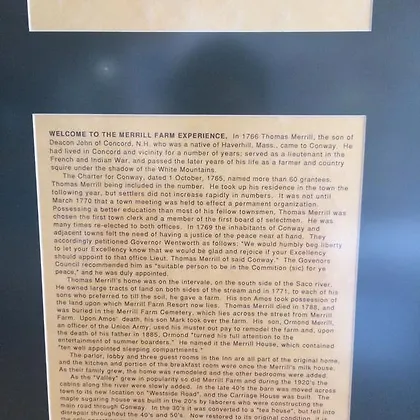 WELCOME TO THE MERRILL FARM EXPERIENCE. In 1766 Thomas Merrill, the son of
Deacon John of Concord, N.H. who was a native of Haverhill, Mass., came to Conway. He
had lived in Concord and vicinity for a number of years; served as a lieutenant in the
French and Indian War, and passed the later years of his life as a farmer and country
squire under the shadow of the White Mountains.
The Charter for Conway, dated 1 October, 1765, named more than 60 grantees,
Thomas Merrill being included in the number. He took up his residence in the town the
following year, but settlers did not increase rapidly in numbers. It was not until
March 1770 that a town meeting was held to effect a permanent organization.
Possessing a better education than most of his fellow townsmen, Thomas Merrill was
chosen the first town clerk and a member of the first board of selectmen. He was
many times re-elected to both offices. In 1769 the inhabitants of Conway and
adjacent towns felt the need of having a justice of the peace near at hand. They
accordingly petitioned Governor Wentworth as follows: "We would humbly beg liberty
to let your Excellency know that we would be glad and rejoice if your Excellency
should appoint to that office Lieut. Thomas Merrill of said Conway." The Governors
Council recommended him as "suitable person to be in the Commition (sic) for ye
peace," and he was duly appointed.
Thomas Merrill's home was on the intervale, on the south side of the Saco river.
He owned large tracts of land on both sides of the stream and in 1771, to each of his
sons who preferred to till the soil, he gave a farm. His son Amos took possession of
the land upon which Merrill Farm Resort now lies. Thomas Merrill died in 1788, and
was buried in the Merrill Farm Cemetery, which lies across the street from Merrill
Farm. Upon Amos' death, his son Mark took over the farm. His son, Ormond Merrill,
an officer of the Union Army, used his muster out pay to remodel the farm and, upon
the death of his father in 1885, Ormond "turned his full attention to the
entertainment of summer boarders." He named it the Merrill House, which contained
"ten well appointed sleeping compartments."
The parlor, lobby and three guest rooms in the Inn are all part of the original home,
and the kitchen and portion of the breakfast room were once the Merrill's milk house.
As their family grew, the home was remodeled and the other bedrooms were added.
As the "Valley" grew in popularity so did Merrill Farm and during the 1920's the
cabins along the river were slowly added. In the late 40's the barn was moved across
town to its new location on "Westside Road", and the Carriage House was built. The
maple sugaring house was built in the 20's by laborers who were constructing the
main road through Conway. In the 30's it was converted to a "tea house", but fell into
disrepair throughout the 40's and 50's. Now restored to its original condition, it is